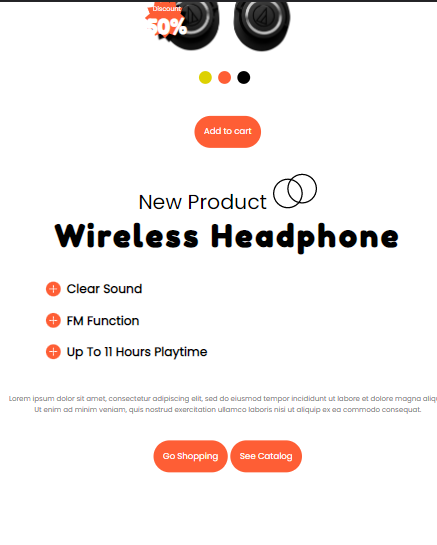 Discount
50%
Add to cart
New Product
Wireless Headphone
Clear Sound
FM Function
Up To 11 Hours Playtime
Lorem ipsum dolor sit amet, consectetur adipiscing elit, sed do eiusmod tempor incididunt ut labore et dolore magna
Ut enim ad minim veniam, quis nostrud exercitation ullamco laboris nisi ut aliquip ex ea commodo consequat.
Go Shopping See Catalog